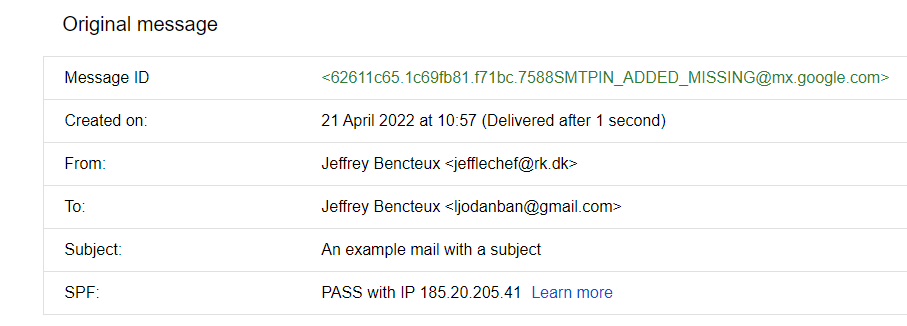 Original message
Message ID <62611c65.1c69fb81.f71bc.7588SMTPIN_ADDED_MISSING@mx.google.com>
Created on: 21 April 2022 at 10:57 (Delivered after 1 second)
From: Jeffrey Bencteux <jefflechef@rk.dk>
To: Jeffrey Bencteux <ljodanban@gmail.com>
Subject: An example mail with a subject
SPF: PASS with IP 185.20.205.41 Learn more